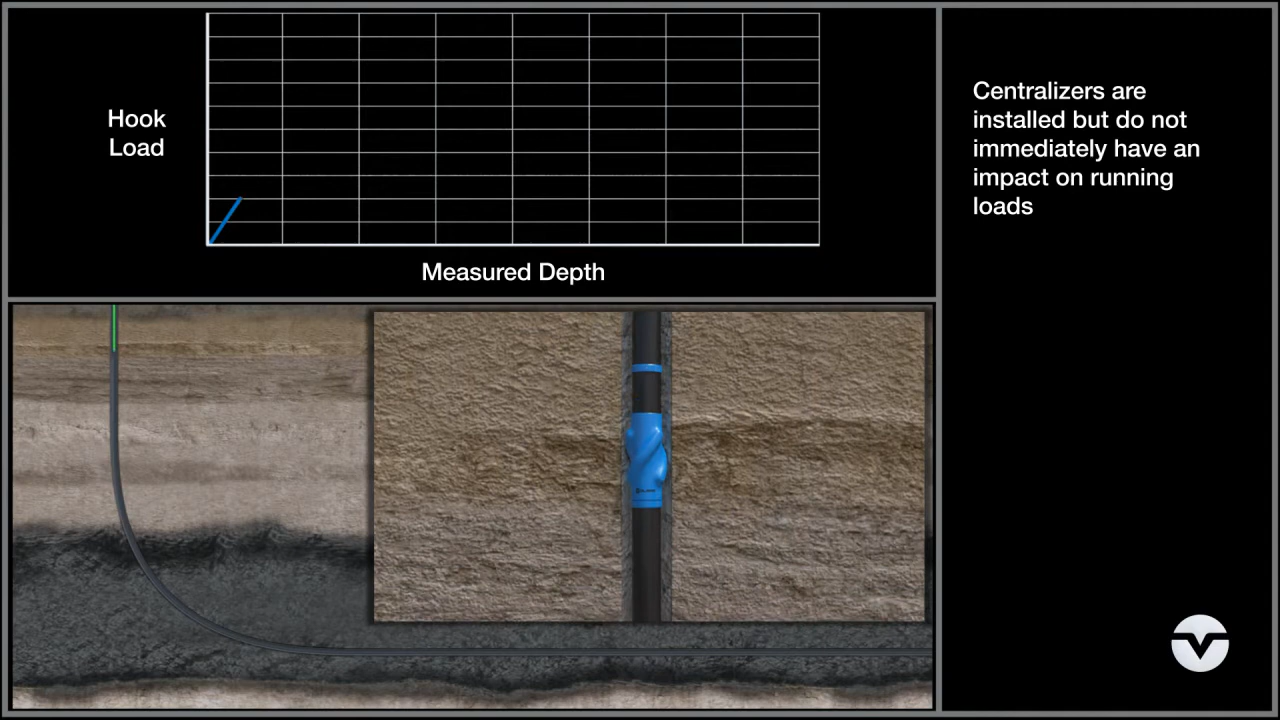 Hook
Load
Measured Depth
Centralizers are
installed but do not
immediately have an
impact on running
loads